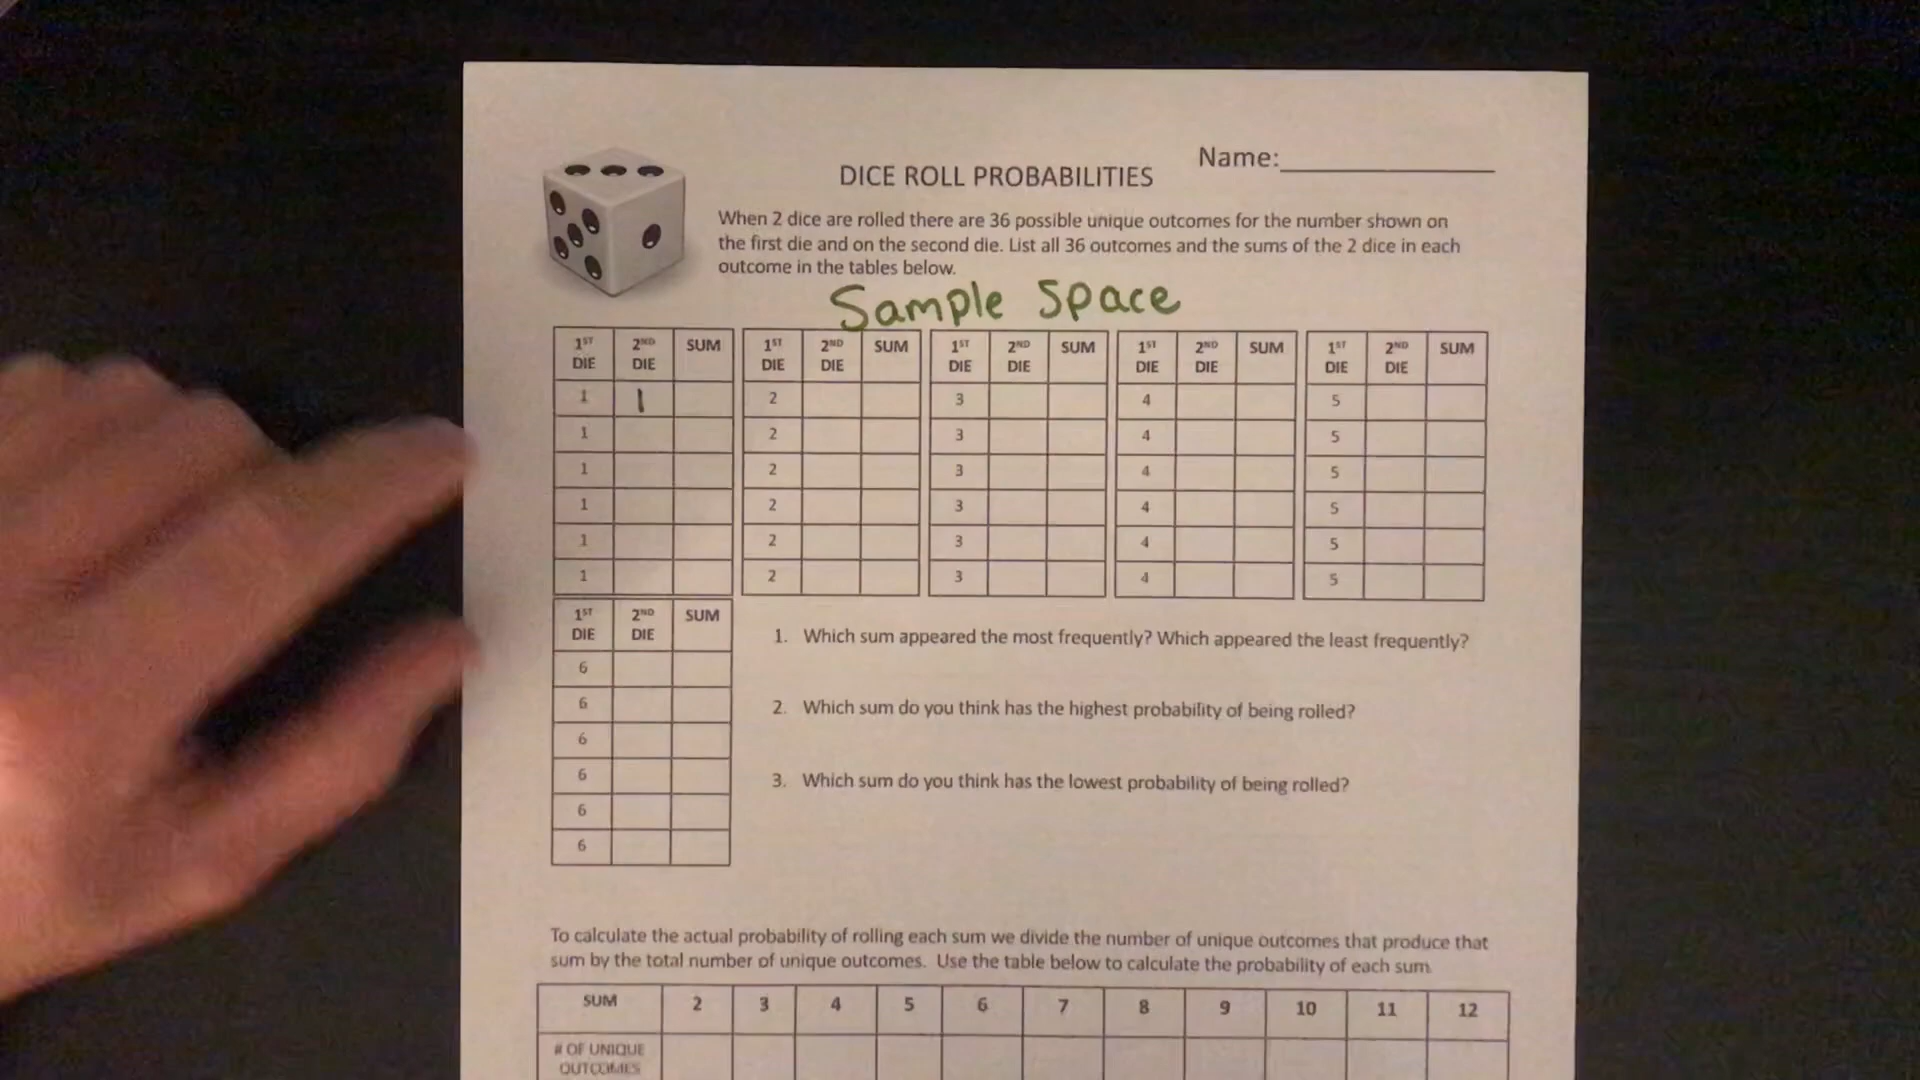 Name:
DICE ROLL PROBABILITIES
When 2 dice are rolled there are 36 possible unique outcomes for the number shown on
the first die and on the second die. List all 36 outcomes and the sums of the 2 dice in each
outcome in the tables below.
Sample Space
1ST DIE 2ND DIE SUM 1ST DIE 2ND DIE SUM 1ST DIE 2ND DIE SUM 1ST DIE 2ND DIE SUM 1ST DIE 2ND DIE SUM
1 1 2 3 4 5
1 2 3 4 5
1 2 3 4 5
1 2 3 4 5
1 2 3 4 5
1 2 3 4 5
1ST DIE 2ND DIE SUM
6
6
6
6
6
6
1. Which sum appeared the most frequently? Which appeared the least frequently?
2. Which sum do you think has the highest probability of being rolled?
3. Which sum do you think has the lowest probability of being rolled?
To calculate the actual probability of rolling each sum we divide the number of unique outcomes that produce that
sum by the total number of unique outcomes. Use the table below to calculate the probability of each sum.
SUM 2 3 4 5 6 7 8 9 10 11 12
# OF UNIQUE
OUTCOMES